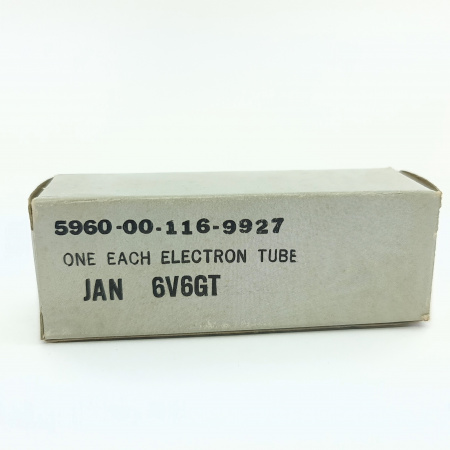 5960-00-116-9927
ONE EACH ELECTRON TUBE
JAN 6V6GT